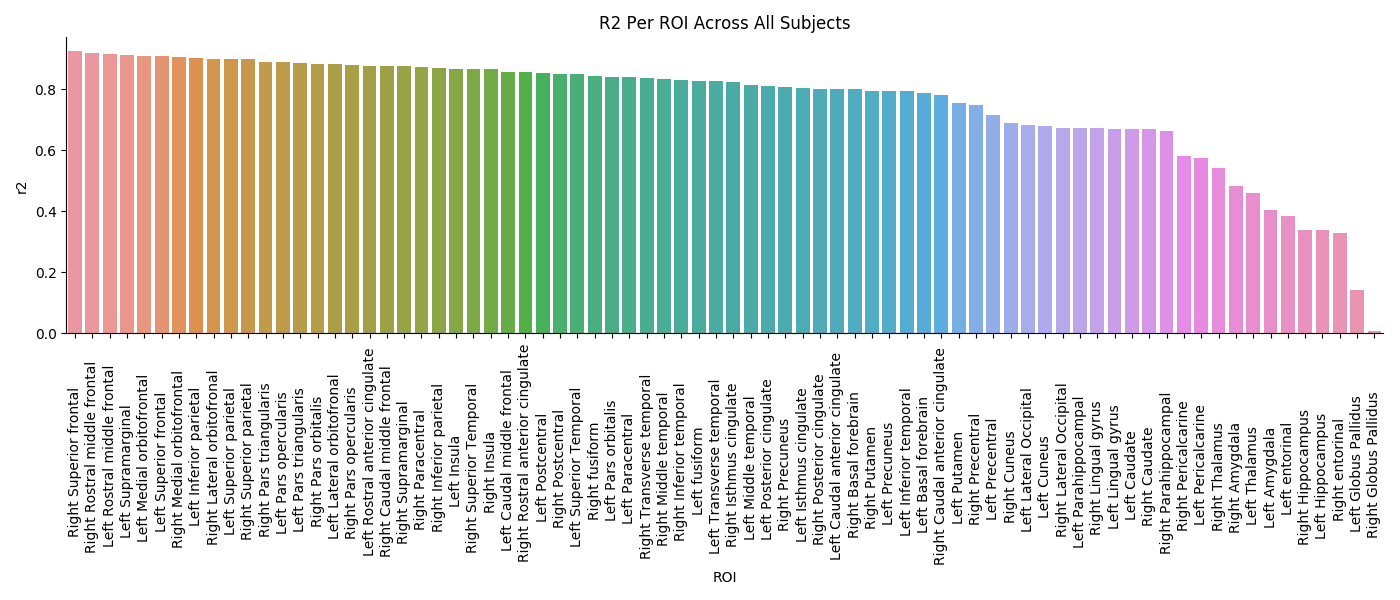 R2 Per ROI Across All Subjects
r2
0.8
0.6
0.4
0.2
0.0
Right Superior frontal
Right Rostral middle frontal
Left Rostral middle frontal
Left Supramarginal
Left Medial orbitofrontal
Left Superior frontal
Right Medial orbitofrontal
Left Inferior parietal
Right Lateral orbitofronal
Left Superior parietal
Right Superior parietal
Right Pars triangularis
Left Pars opercularis
Left Pars triangularis
Right Pars orbitalis
Left Lateral orbitofronal
Right Pars opercularis
Left Rostral anterior cingulate
Right Caudal middle frontal
Right Supramarginal
Right Paracentral
Right Inferior parietal
Left Insula
Right Superior Temporal
Right Insula
Left Caudal middle frontal
Right Rostral anterior cingulate
Left Postcentral
Right Postcentral
Left Superior Temporal
Right fusiform
Left Pars orbitalis
Left Paracentral
Right Transverse temporal
Right Middle temporal
Right Inferior temporal
Left fusiform
Left Transverse temporal
Right Isthmus cingulate
Left Middle temporal
Left Posterior cingulate
Right Precuneus
Left Isthmus cingulate
Right Posterior cingulate
Left Caudal anterior cingulate
Right Basal forebrain
Right Putamen
Left Precuneus
Left Inferior temporal
Left Basal forebrain
Right Caudal anterior cingulate
Left Putamen
Right Precentral
Left Precentral
Right Cuneus
Left Lateral Occipital
Left Cuneus
Right Lateral Occipital
Left Parahippocampal
Right Lingual gyrus
Left Lingual gyrus
Left Caudate
Right Caudate
Right Parahippocampal
Right Pericalcarine
Left Pericalcarine
Right Thalamus
Right Amygdala
Left Thalamus
Left Amygdala
Left entorinal
Right Hippocampus
Left Hippocampus
Right entorinal
Left Globus Pallidus
Right Globus Pallidus
ROI